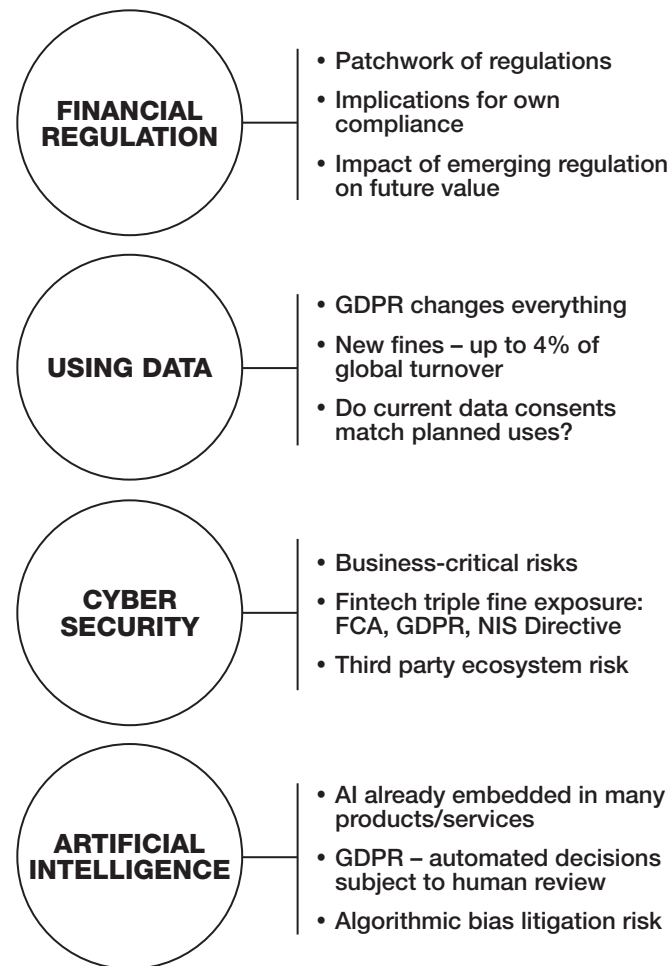 FINANCIAL
REGULATION
• Patchwork of regulations
• Implications for own
compliance
• Impact of emerging regulation
on future value
USING DATA
• GDPR changes everything
• New fines – up to 4% of
global turnover
• Do current data consents
match planned uses?
CYBER
SECURITY
• Business-critical risks
• Fintech triple fine exposure:
FCA, GDPR, NIS Directive
• Third party ecosystem risk
ARTIFICIAL
INTELLIGENCE
• AI already embedded in many
products/services
• GDPR – automated decisions
subject to human review
• Algorithmic bias litigation risk